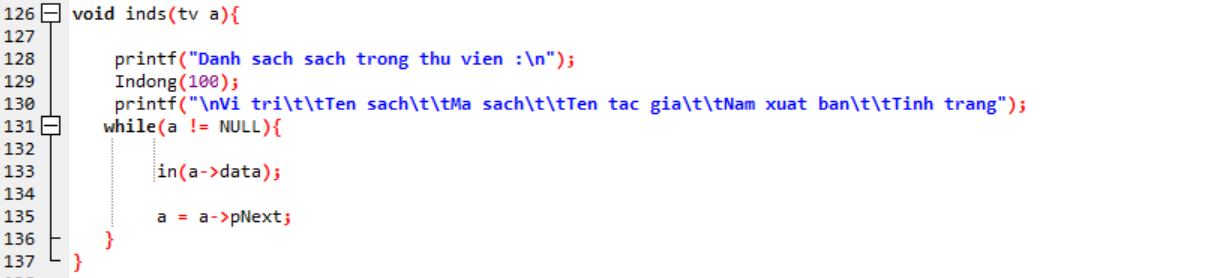 126 void inds(tv a){
127
128 printf("Danh sach sach trong thu vien :\n");
129 Indong(100);
130 printf("\nVi tri\t\tTen sach\t\tMa sach\t\tTen tac gia\t\tNam xuat ban\t\tTinh trang");
131 while(a != NULL){
132
133 in(a->data);
134
135 a = a->pNext;
136 }
137 }